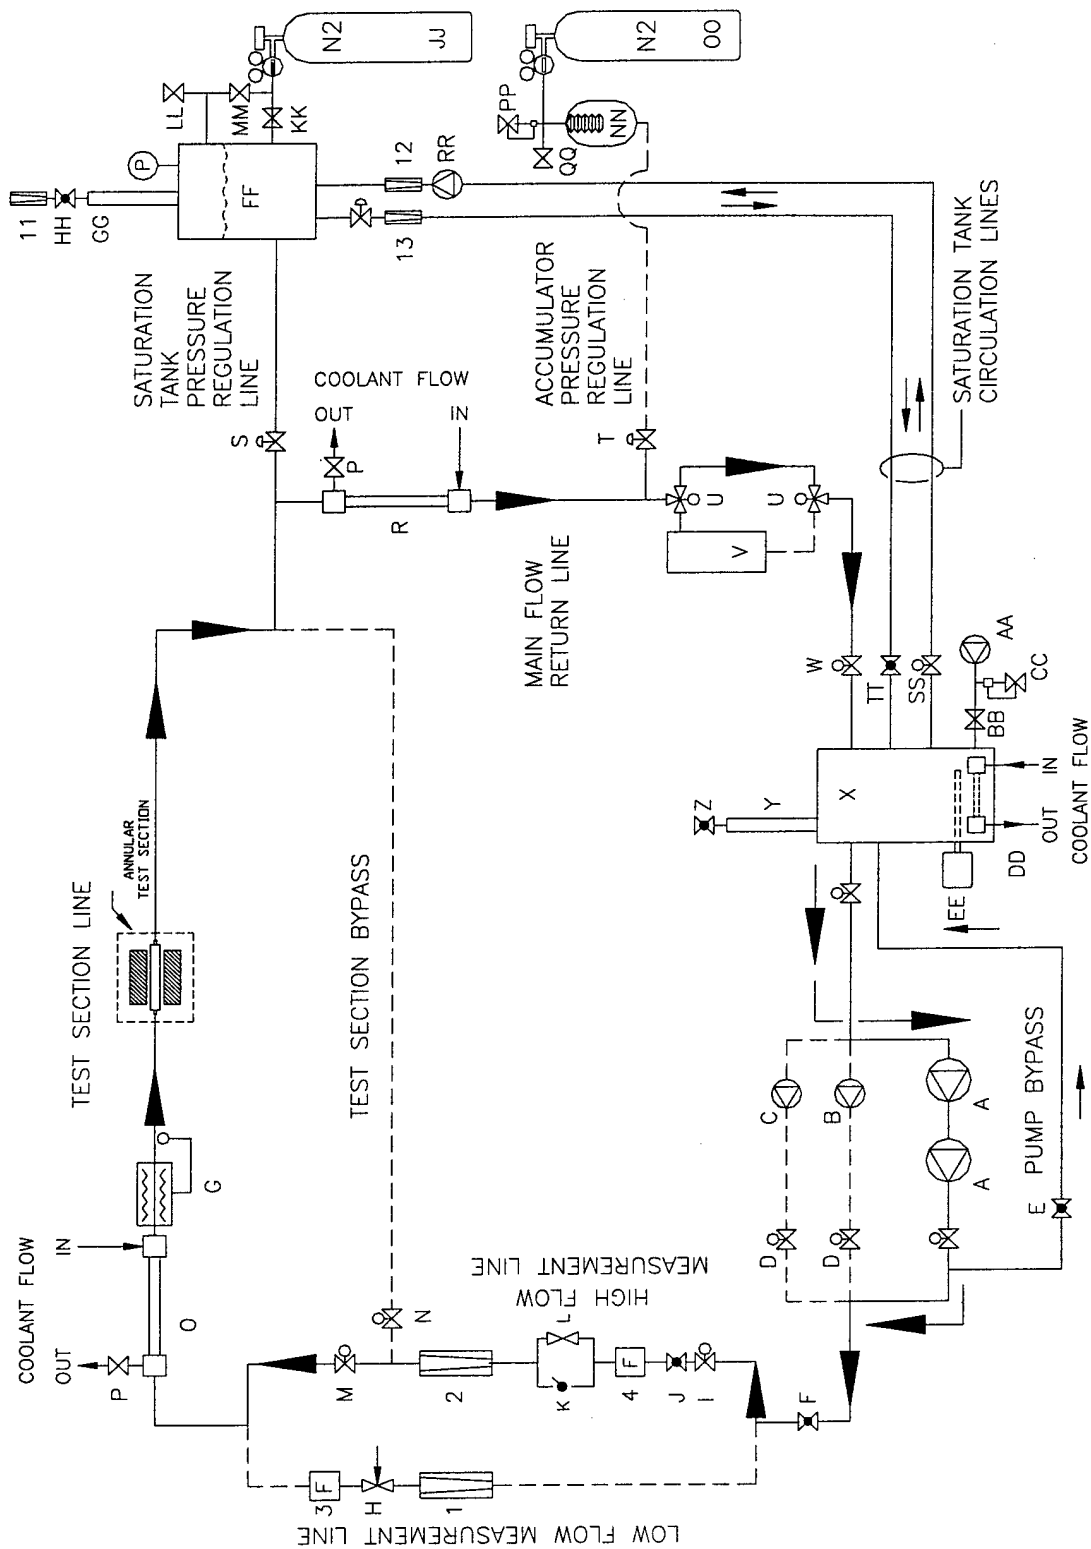 COOLANT FLOW
OUT
IN
P
O
G
TEST SECTION LINE
ANNULAR
TEST SECTION
LOW FLOW MEASUREMENT LINE
3
F
H
1
M
2
N
K
L
4
F
J
I
HIGH FLOW
MEASUREMENT LINE
F
TEST SECTION BYPASS
D
D
C
B
A
A
E
PUMP BYPASS
EE
DD
OUT
IN
COOLANT FLOW
X
Y
Z
W
TT
SS
BB
CC
AA
MAIN FLOW
RETURN LINE
V
U
U
R
P
OUT
IN
COOLANT FLOW
S
T
SATURATION
TANK
PRESSURE
REGULATION
LINE
ACCUMULATOR
PRESSURE
REGULATION
LINE
SATURATION TANK
CIRCULATION LINES
11
HH
GG
P
FF
13
12
RR
LL
MM
KK
N2
JJ
PP
QQ
NN
N2
OO